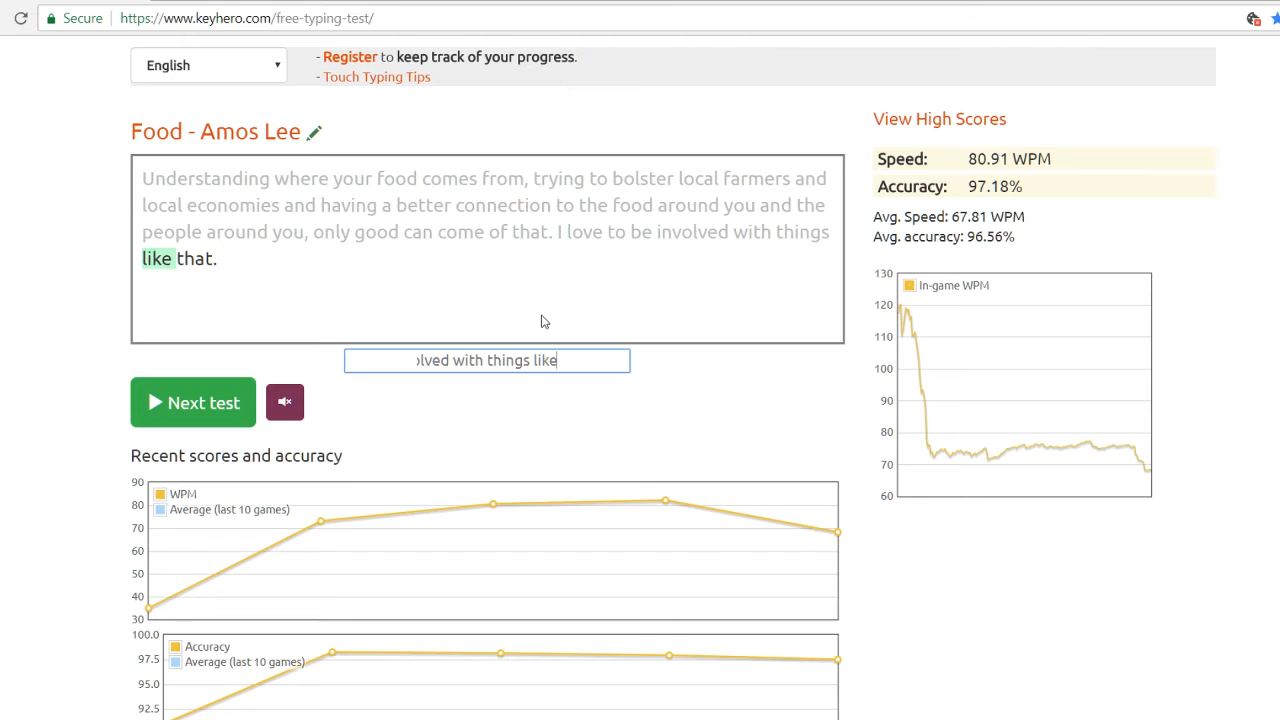 Secure https://www.keyhero.com/free-typing-test/
English
- Register to keep track of your progress.
- Touch Typing Tips
Food - Amos Lee
Understanding where your food comes from, trying to bolster local farmers and
local economies and having a better connection to the food around you and the
people around you, only good can come of that. I love to be involved with things
like that.
olved with things like
Next test
Recent scores and accuracy
90
80
70
60
50
40
30
WPM
Average (last 10 games)
100.0
97.5
95.0
92.5
Accuracy
Average (last 10 games)
View High Scores
Speed: 80.91 WPM
Accuracy: 97.18%
Avg. Speed: 67.81 WPM
Avg. accuracy: 96.56%
130
120
110
100
90
80
70
60
In-game WPM